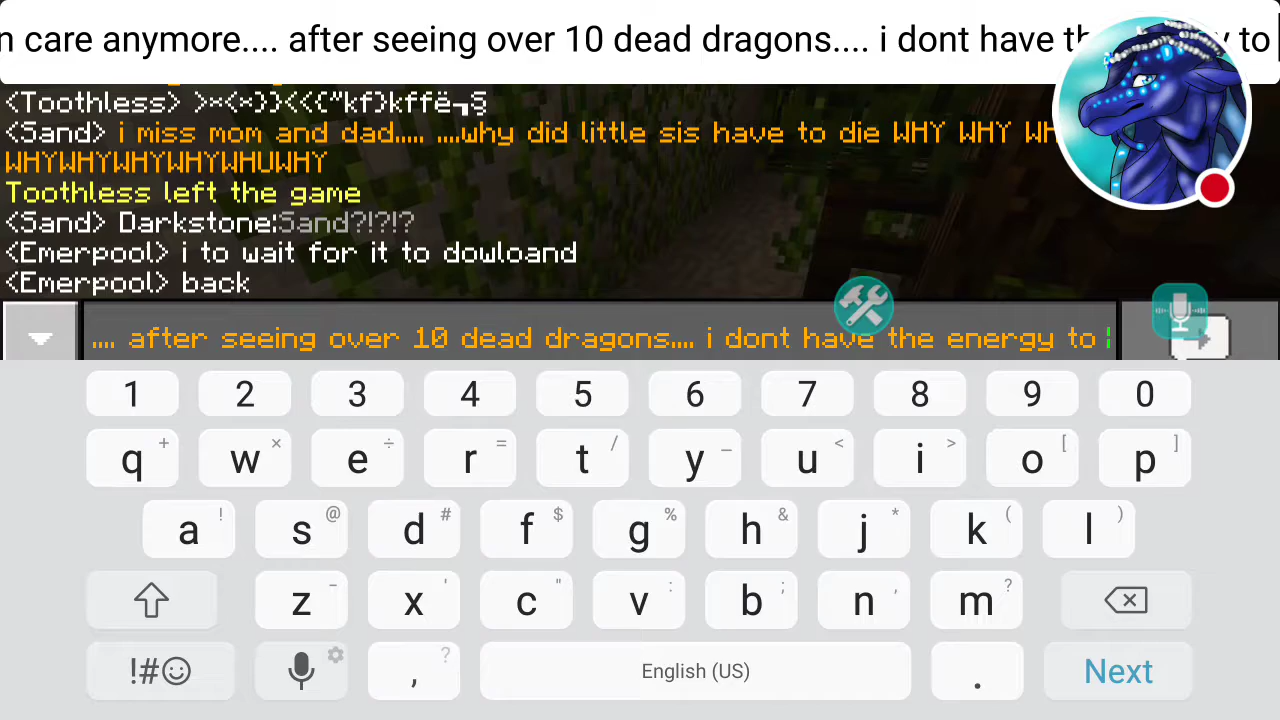 n care anymore.... after seeing over 10 dead dragons.... i dont have to
<Toothless>
<Sand> i miss mom and dad..... ....why did little sis have to die WHY WHY
WHYWHYWHYWHYWHUWHY
Toothless left the game
<Sand> Darkstone:Sand?!?!?
<Emerpool> i to wait for it to dowloand
<Emerpool> back
.... after seeing over 10 dead dragons.... i dont have the energy to
1 2 3 4 5 6 7 8 9 0
q + w × e ÷ r = t / y _ u < i > o [ p ]
a ! s @ d # f $ g % h & j * k ( l )
z - x ' c " v : b ; n , m ?
!#☺ , ? English (US) . Next